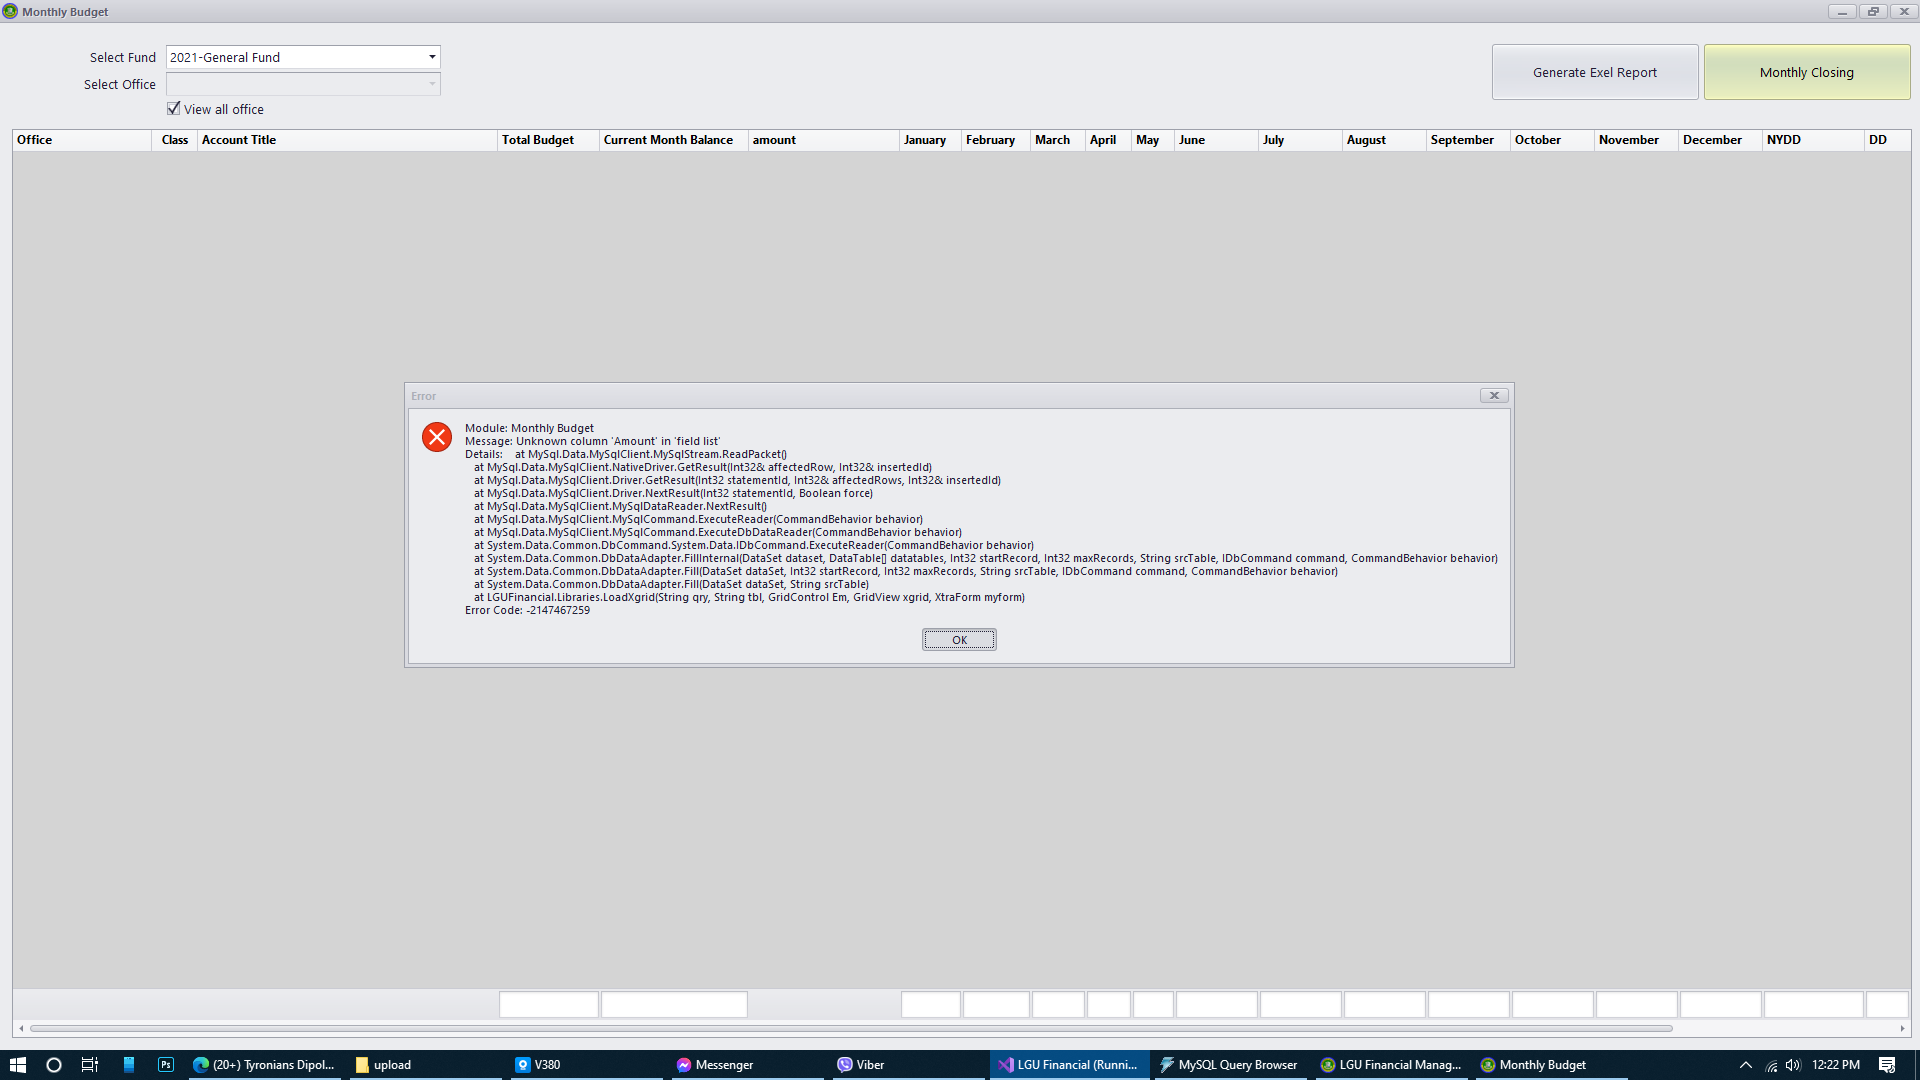 Monthly Budget
Select Fund 2021-General Fund
Select Office
View all office
Generate Exel Report
Monthly Closing
Office Class Account Title Total Budget Current Month Balance amount January February March April May June July August September October November December NYDD DD
Error
Module: Monthly Budget
Message: Unknown column 'Amount' in 'field list'
Details: at MySql.Data.MySqlClient.MySqlStream.ReadPacket()
at MySql.Data.MySqlClient.NativeDriver.GetResult(Int32& affectedRow, Int32& insertedId)
at MySql.Data.MySqlClient.Driver.GetResult(Int32 statementId, Int32& affectedRows, Int32& insertedId)
at MySql.Data.MySqlClient.Driver.NextResult(Int32 statementId, Boolean force)
at MySql.Data.MySqlClient.MySqlDataReader.NextResult()
at MySql.Data.MySqlClient.MySqlCommand.ExecuteReader(CommandBehavior behavior)
at MySql.Data.MySqlClient.MySqlCommand.ExecuteDbDataReader(CommandBehavior behavior)
at System.Data.Common.DbCommand.System.Data.IDbCommand.ExecuteReader(CommandBehavior behavior)
at System.Data.Common.DbDataAdapter.FillInternal(DataSet dataset, DataTable[] datatables, Int32 startRecord, Int32 maxRecords, String srcTable, IDbCommand command, CommandBehavior behavior)
at System.Data.Common.DbDataAdapter.Fill(DataSet dataSet, Int32 startRecord, Int32 maxRecords, String srcTable, IDbCommand command, CommandBehavior behavior)
at System.Data.Common.DbDataAdapter.Fill(DataSet dataSet, String srcTable)
at LGUFinancial.Libraries.LoadXgrid(String qry, String tbl, GridControl Em, GridView xgrid, XtraForm myform)
Error Code: -2147467259
OK
Ps (20+) Tyronians Dipol... upload V380 Messenger Viber LGU Financial (Runni... MySQL Query Browser LGU Financial Manag... Monthly Budget 12:22 PM